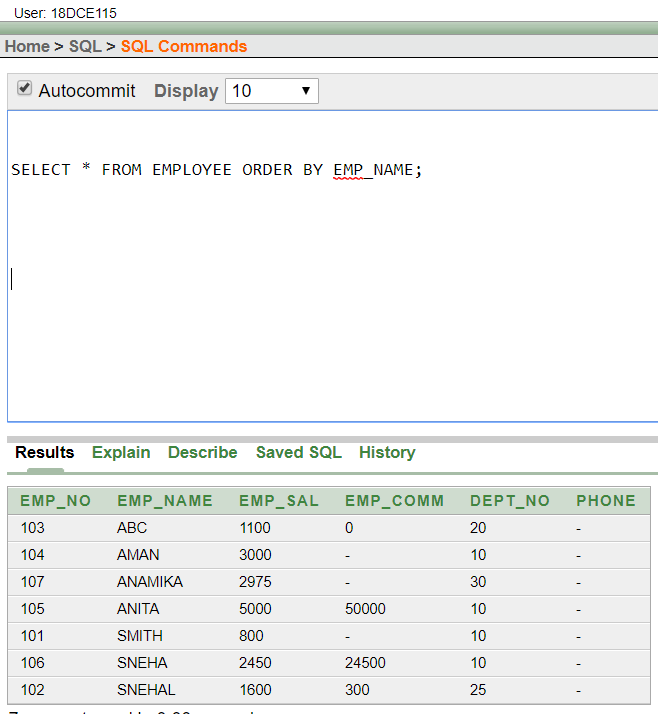 User: 18DCE115
Home > SQL > SQL Commands
Autocommit Display 10
SELECT * FROM EMPLOYEE ORDER BY EMP_NAME;
Results Explain Describe Saved SQL History
EMP_NO EMP_NAME EMP_SAL EMP_COMM DEPT_NO PHONE
103 ABC 1100 0 20 -
104 AMAN 3000 - 10 -
107 ANAMIKA 2975 - 30 -
105 ANITA 5000 50000 10 -
101 SMITH 800 - 10 -
106 SNEHA 2450 24500 10 -
102 SNEHAL 1600 300 25 -